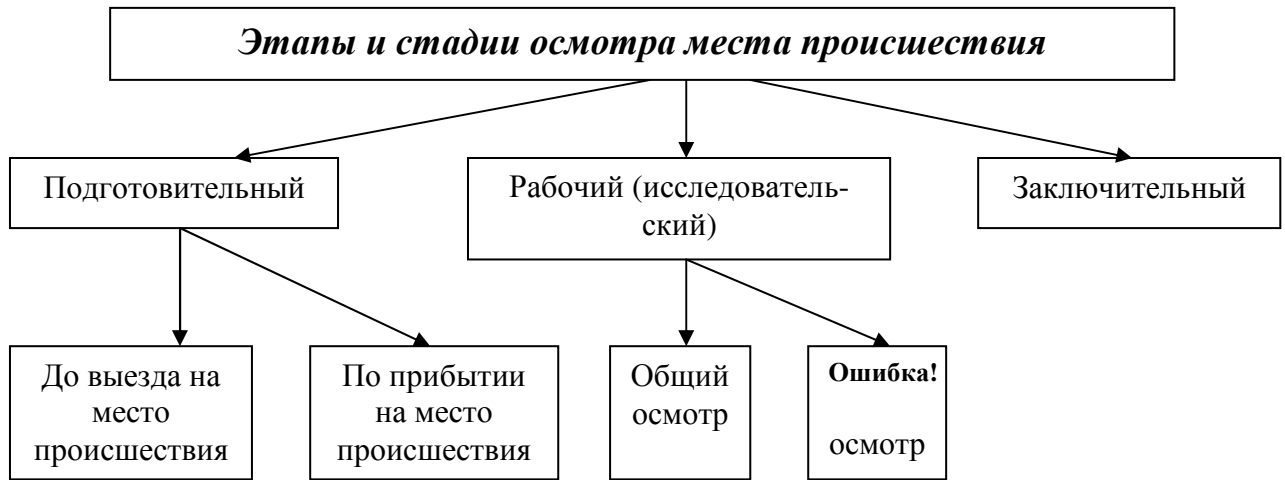 Этапы и стадии осмотра места происшествия
Подготовительный
Рабочий (исследователь-
ский)
Заключительный
До выезда на
место
происшествия
По прибытии
на место
происшествия
Общий
осмотр
Ошибка!
осмотр